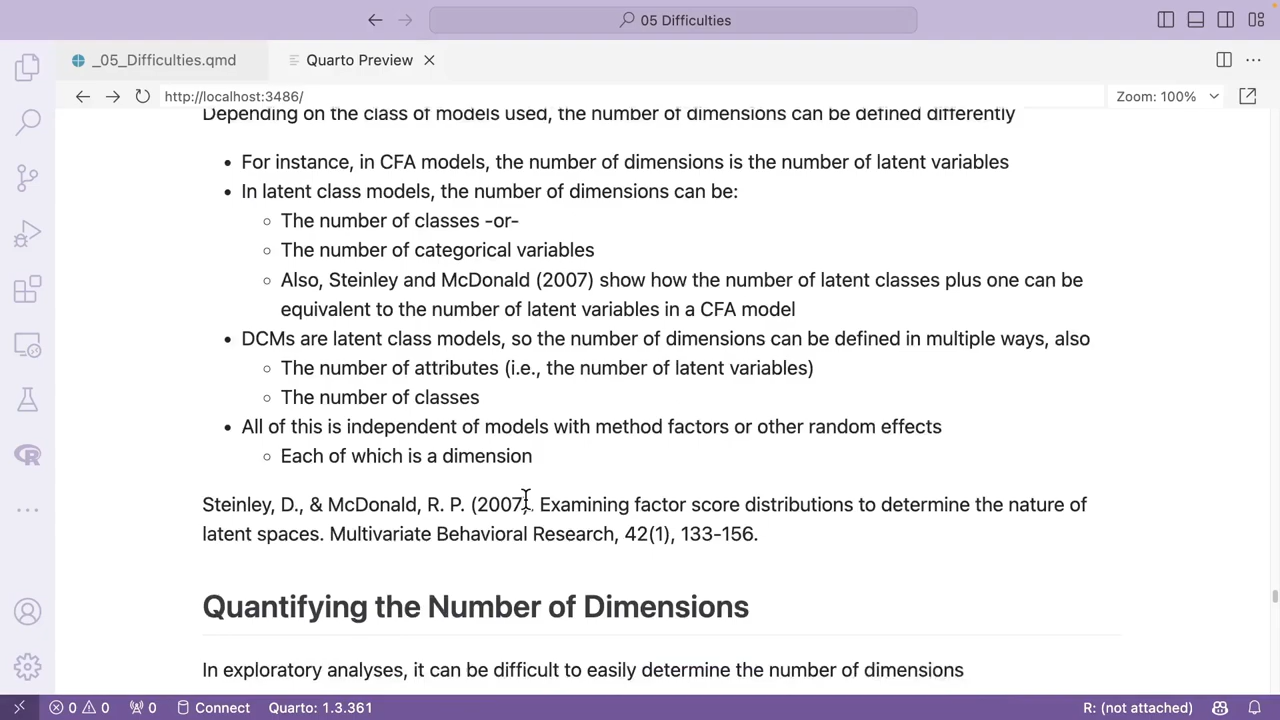 05 Difficulties
_05_Difficulties.qmd
Quarto Preview
http://localhost:3486/
Zoom: 100%
Depending on the class of models used, the number of dimensions can be defined differently
• For instance, in CFA models, the number of dimensions is the number of latent variables
• In latent class models, the number of dimensions can be:
◦ The number of classes -or-
◦ The number of categorical variables
◦ Also, Steinley and McDonald (2007) show how the number of latent classes plus one can be
equivalent to the number of latent variables in a CFA model
• DCMs are latent class models, so the number of dimensions can be defined in multiple ways, also
◦ The number of attributes (i.e., the number of latent variables)
◦ The number of classes
• All of this is independent of models with method factors or other random effects
◦ Each of which is a dimension
Steinley, D., & McDonald, R. P. (2007). Examining factor score distributions to determine the nature of
latent spaces. Multivariate Behavioral Research, 42(1), 133-156.
Quantifying the Number of Dimensions
In exploratory analyses, it can be difficult to easily determine the number of dimensions
0 0 0 Connect Quarto: 1.3.361 R: (not attached)